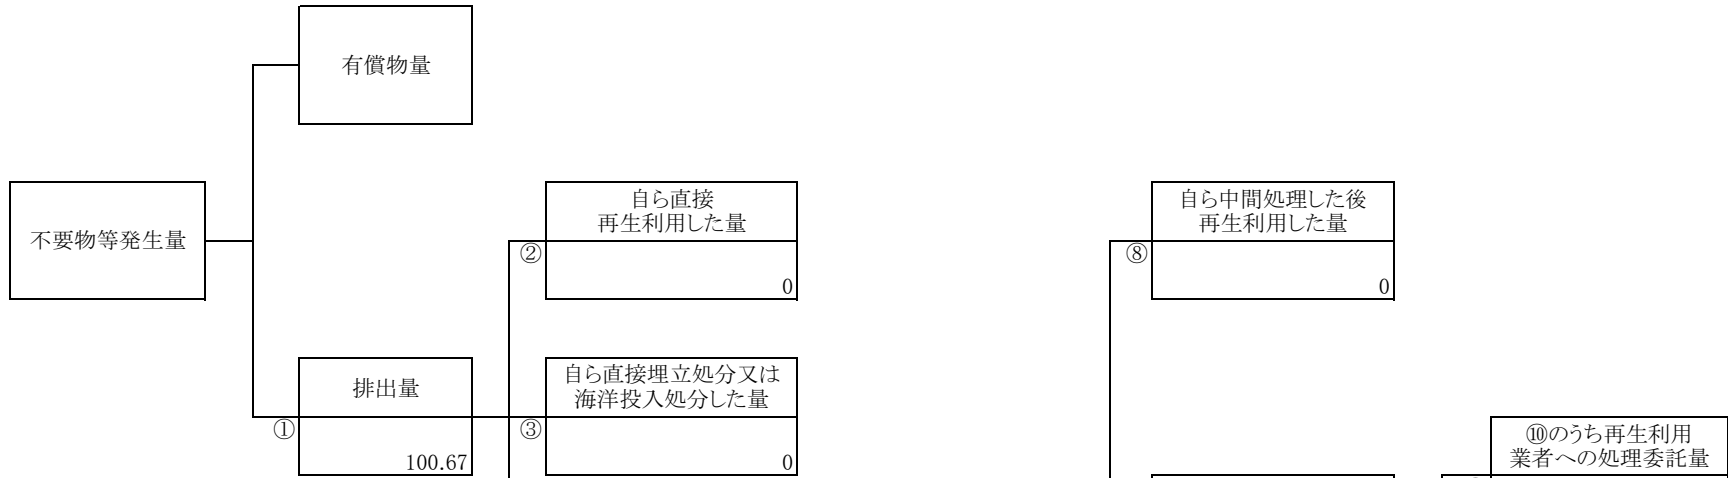 有償物量
不要物等発生量
自ら直接
再生利用した量
②
0
自ら中間処理した後
再生利用した量
⑧
0
排出量
①
100.67
自ら直接埋立処分又は
海洋投入処分した量
③
0
⑩のうち再生利用
業者への処理委託量